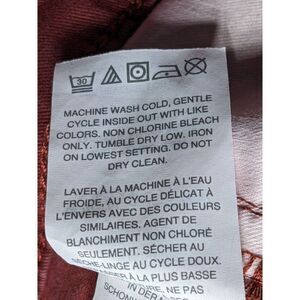 30
MACHINE WASH COLD, GENTLE
CYCLE INSIDE OUT WITH LIKE
COLORS. NON CHLORINE BLEACH
ONLY. TUMBLE DRY LOW. IRON
ON LOWEST SETTING. DO NOT
DRY CLEAN.
LAVER À LA MACHINE À L'EAU
FROIDE, AU CYCLE DÉLICAT À
L'ENVERS AVEC DES COULEURS
SIMILAIRES. AGENT DE
BLANCHIMENT NON CHLORÉ
SEULEMENT. SÉCHER AU
SÈCHE-LINGE AU CYCLE DOUX.
À LA PLUS BASSE
NE PAS
IN DER